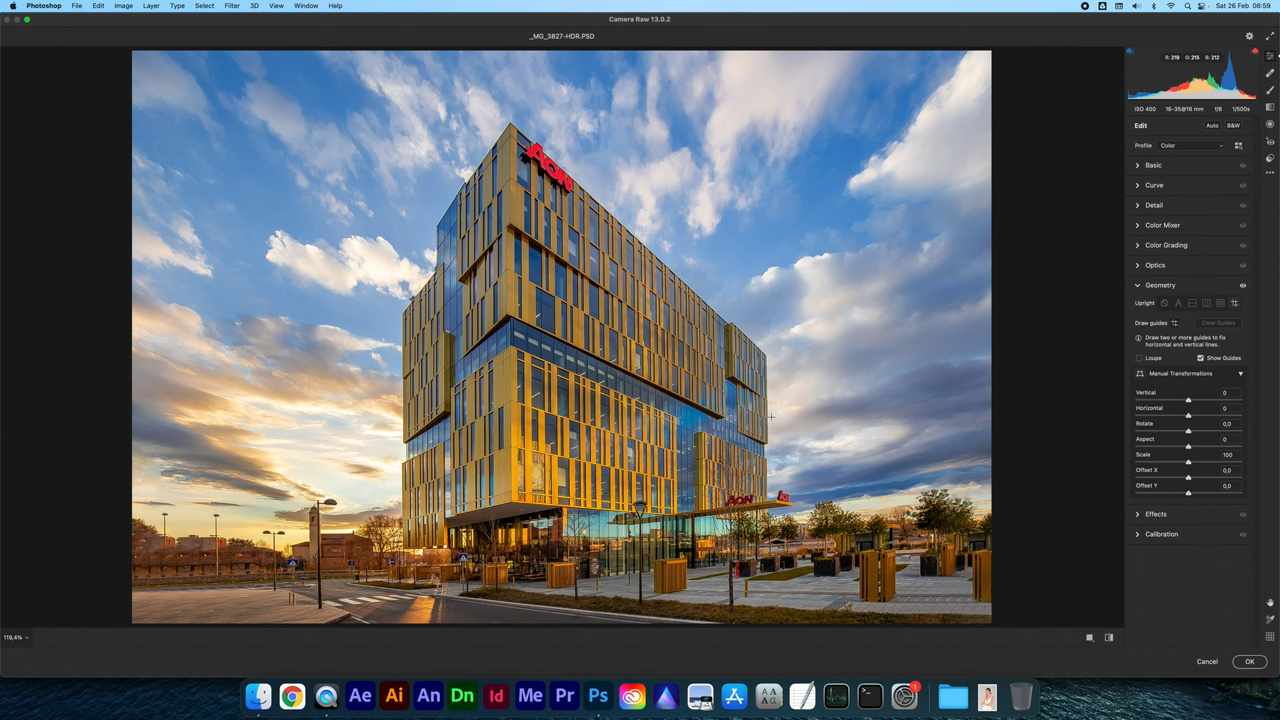 Photoshop File Edit Image Layer Type Select Filter 3D View Window Help Sat 26 Feb 08:59
Camera Raw 13.0.2
_MG_3827-HDR.PSD
R: 219 G: 215 B: 212
ISO 400 16-35@16 mm f/8 1/500s
Edit Auto B&W
Profile Color
Basic
Curve
Detail
Color Mixer
Color Grading
Optics
Geometry
Upright A
Draw guides Clear Guides
Draw two or more guides to fix
horizontal and vertical lines.
Loupe Show Guides
Manual Transformations
Vertical 0
Horizontal 0
Rotate 0,0
Aspect 0
Scale 100
Offset X 0,0
Offset Y 0,0
Effects
Calibration
AON
AON
119,4%
Cancel OK
Ae Ai An Dn Id Me Pr Ps 1